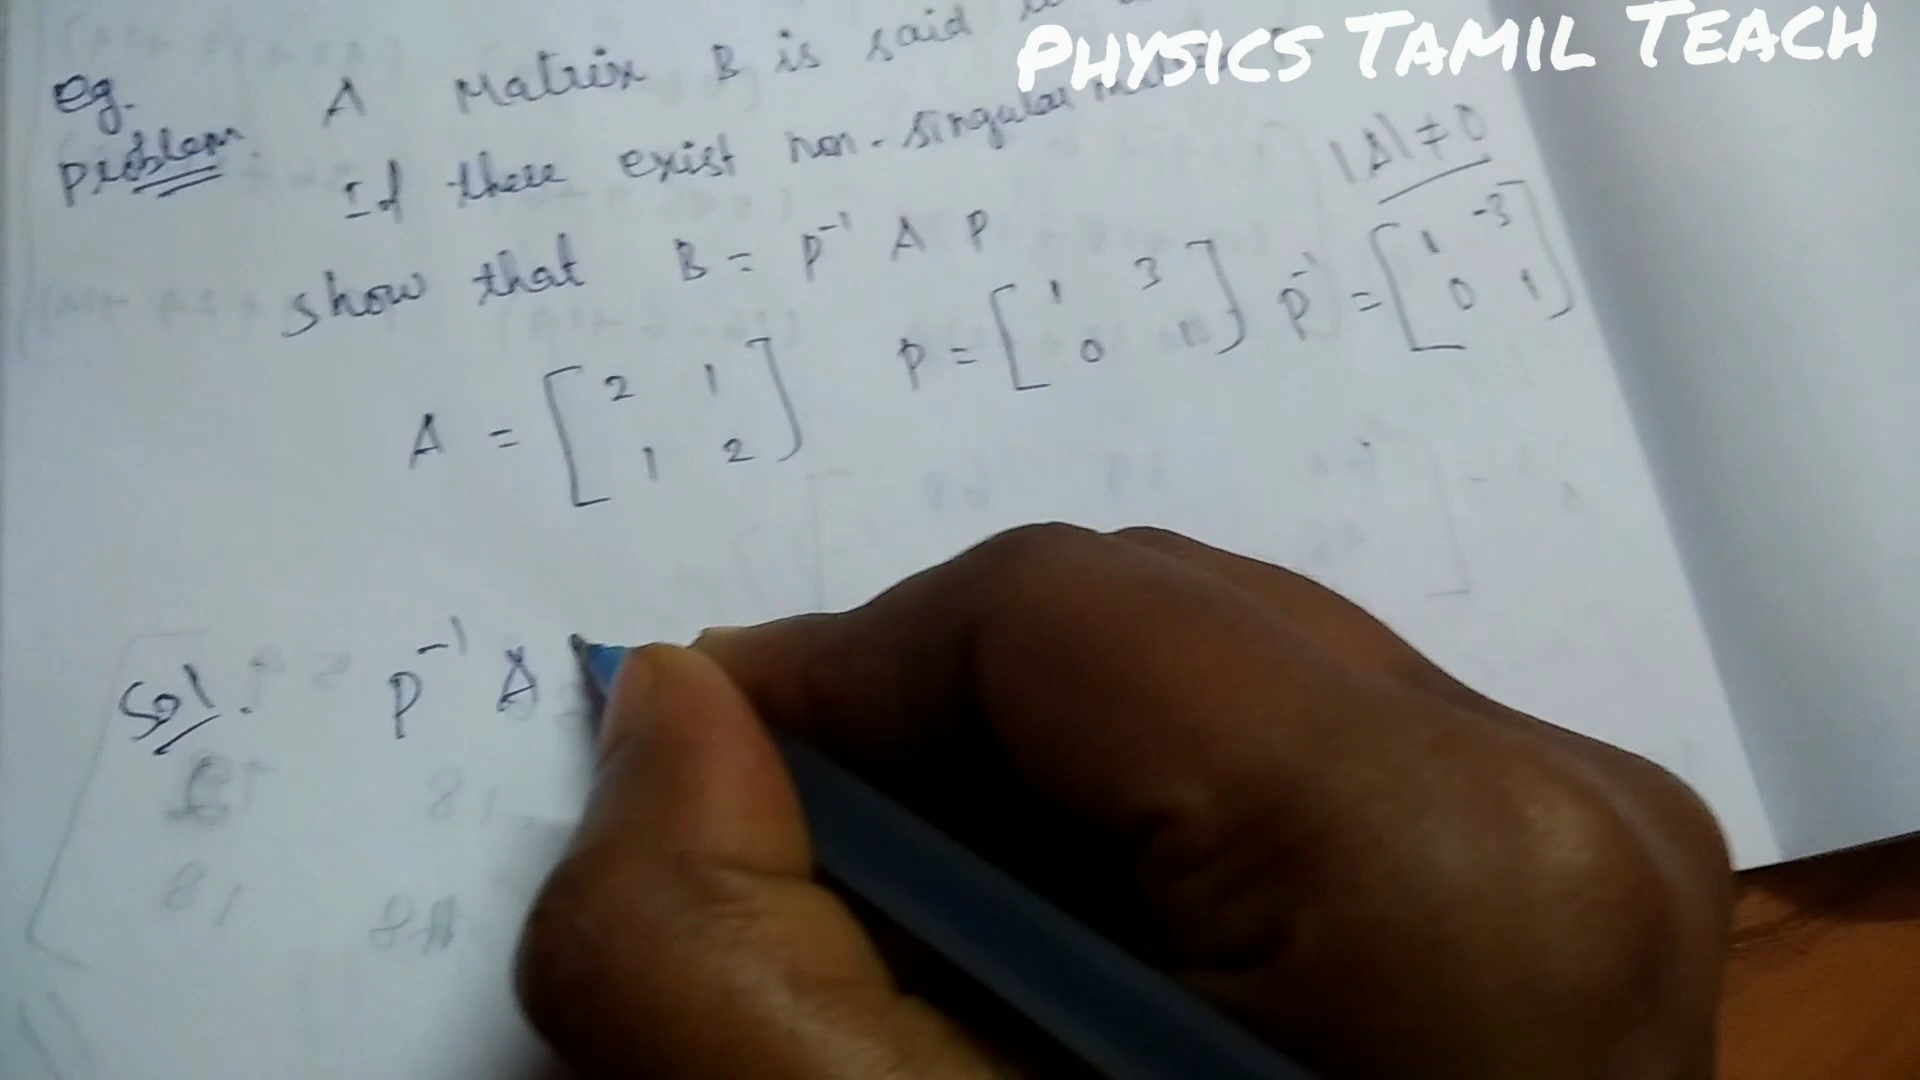 PHYSICS TAMIL TEACH
eg.
problem. A Matrix B is said
If there exist non-singular
|A| ≠ 0
show that B = P⁻¹ A P
A = [ 2 1
1 2 ]
P = [ 1 3
0 1 ]
P⁻¹ = [ 1 -3
0 1 ]
Sol: P⁻¹ A